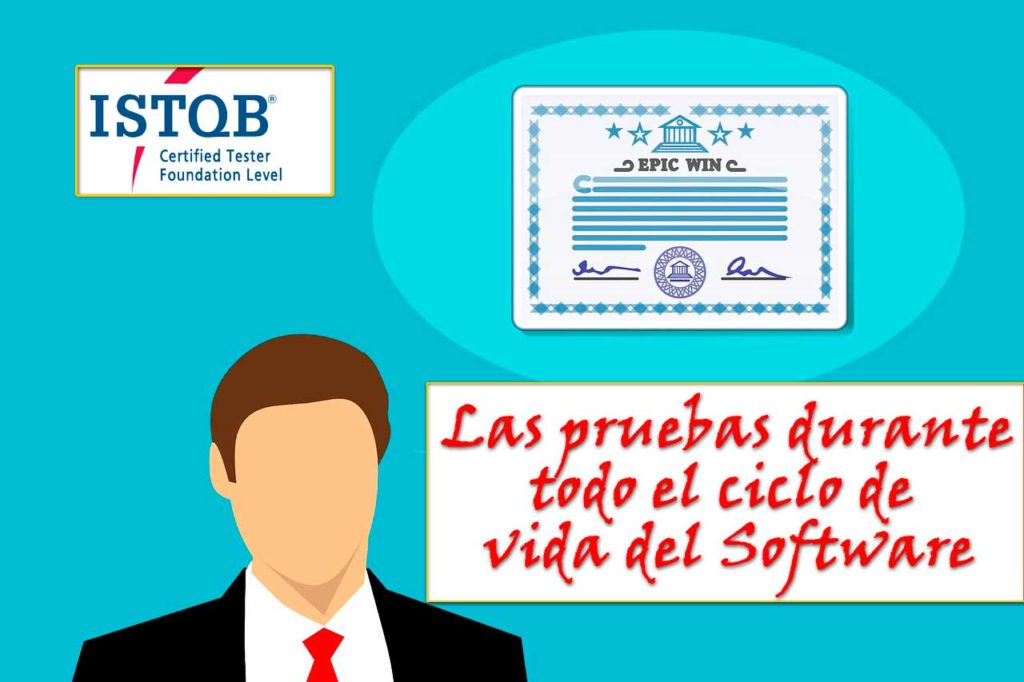 ISTQB®
Certified Tester
Foundation Level
EPIC WIN
Las pruebas durante
todo el ciclo de
vida del Software